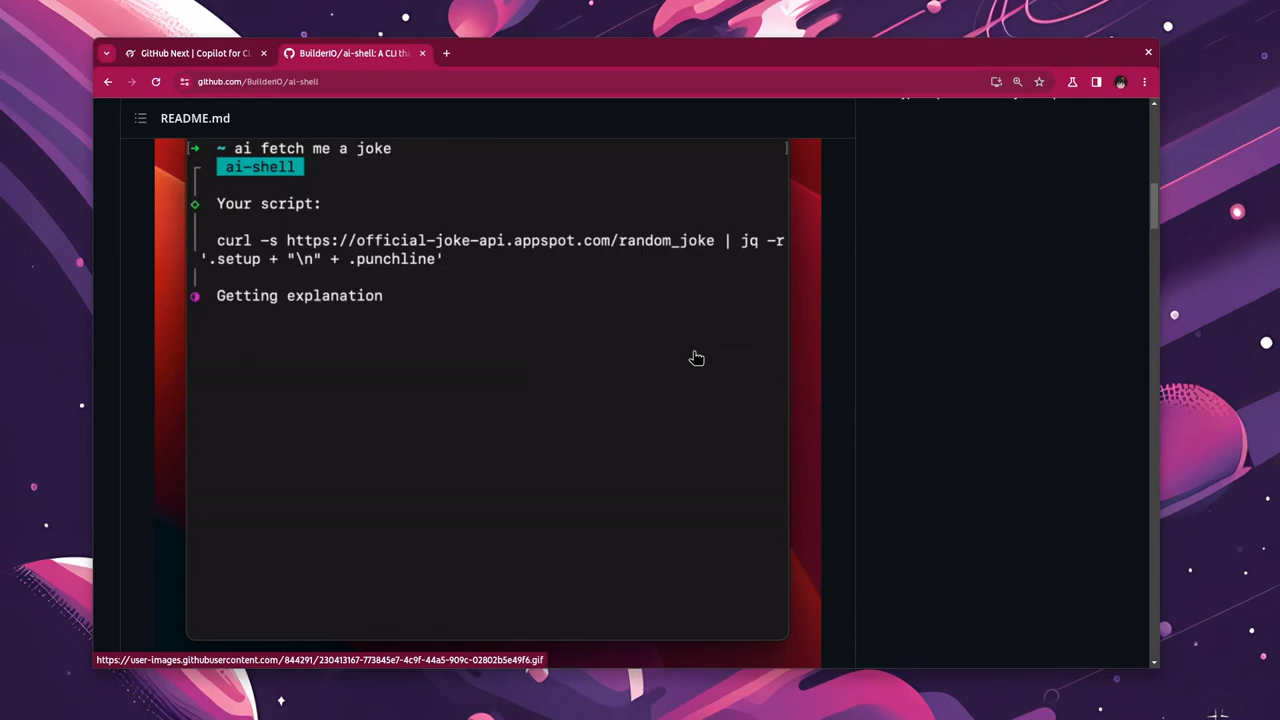 GitHub Next | Copilot for C
BuilderIO/ai-shell: A CLI th
github.com/BuilderIO/ai-shell
README.md
[➜ ~ ai fetch me a joke ]
ai-shell
Your script:
curl -s https://official-joke-api.appspot.com/random_joke | jq -r
'.setup + "\n" + .punchline'
Getting explanation
https://user-images.githubusercontent.com/844291/230413167-773845e7-4c9f-44a5-909c-02802b5e49f6.gif